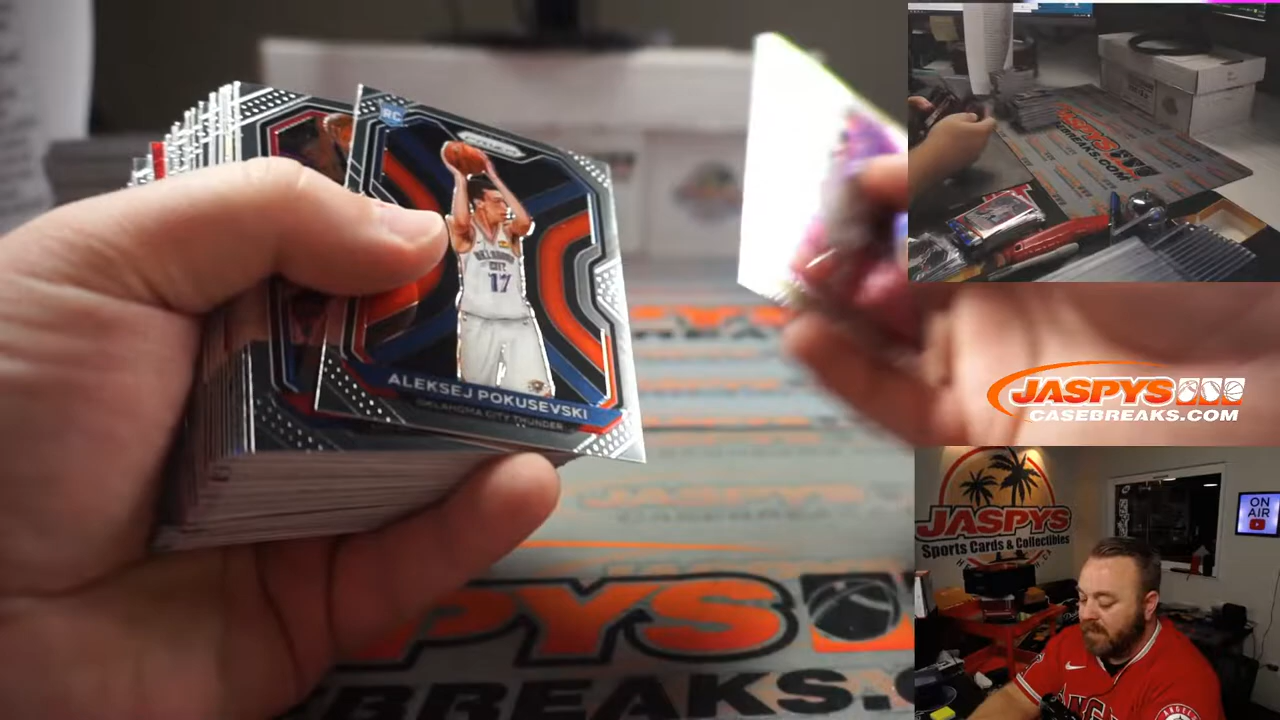 RC
PRIZM
OKLAHOMA
CITY
17
ALEKSEJ POKUSEVSKI
OKLAHOMA CITY THUNDER
JASPYS
CASEBREAKS.COM
JASPYS
Sports Cards & Collectibles
ON
AIR
PYS
BREAKS.